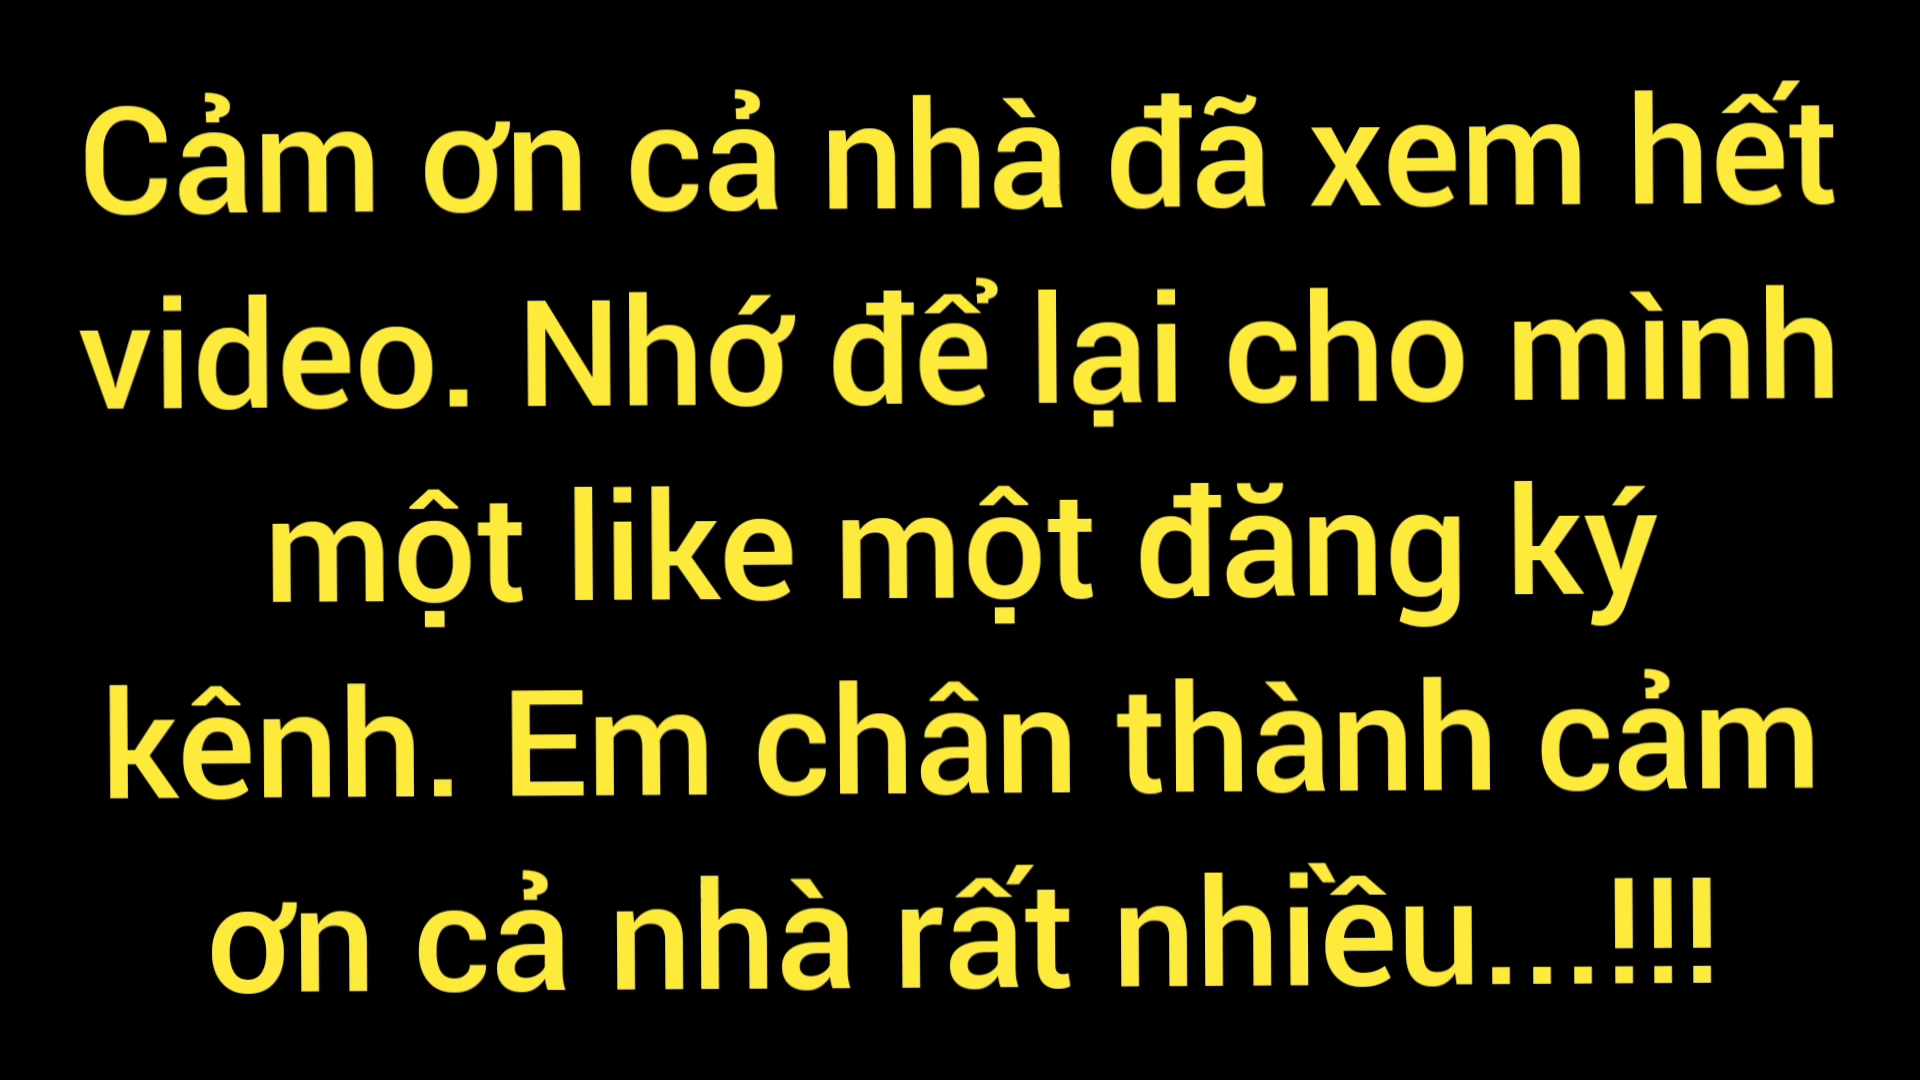 Cảm ơn cả nhà đã xem hết
video. Nhớ để lại cho mình
một like một đăng ký
kênh. Em chân thành cảm
ơn cả nhà rất nhiều...!!!